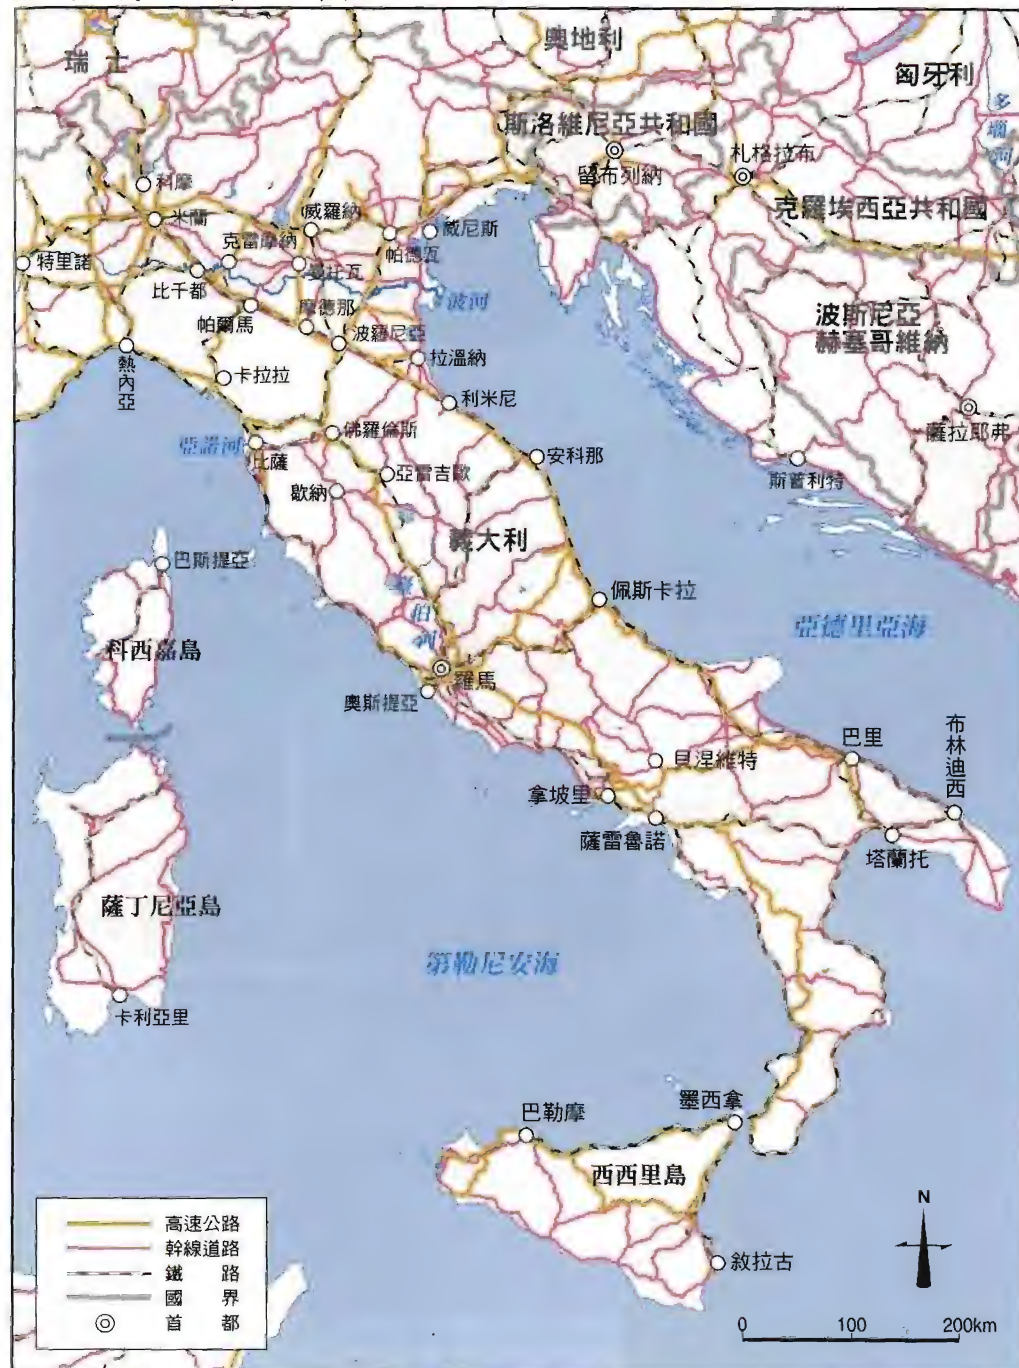 瑞士
奧地利
匈牙利
多瑙河
斯洛維尼亞共和國
留布列納
札格拉布
克羅埃西亞共和國
科摩
米蘭
威羅納
克雷摩納
威尼斯
帕德瓦
特里諾
曼托瓦
比千都
波河
帕爾馬
摩德那
波羅尼亞
波斯尼亞
赫塞哥維納
熱內亞
拉溫納
卡拉拉
利米尼
薩拉耶弗
佛羅倫斯
亞諾河
比薩
安科那
斯普利特
亞雷吉歐
歇納
義大利
巴斯提亞
臺伯河
佩斯卡拉
亞德里亞海
科西嘉島
羅馬
奧斯提亞
布林迪西
巴里
貝涅維特
拿坡里
薩雷魯諾
塔蘭托
薩丁尼亞島
第勒尼安海
卡利亞里
墨西拿
巴勒摩
西西里島
敘拉古
高速公路
幹線道路
鐵路
國界
首都
N
0 100 200km